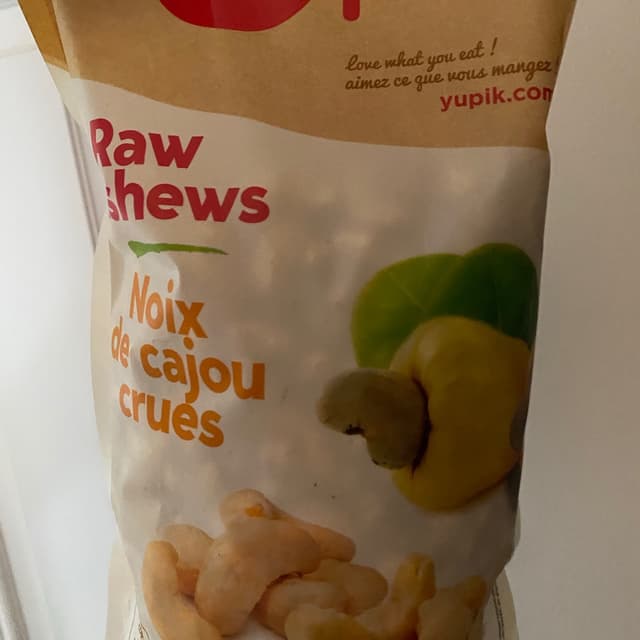 Love what you eat !
aimez ce que vous mangez
yupik.com
Raw
shews
Noix
de cajou
crues